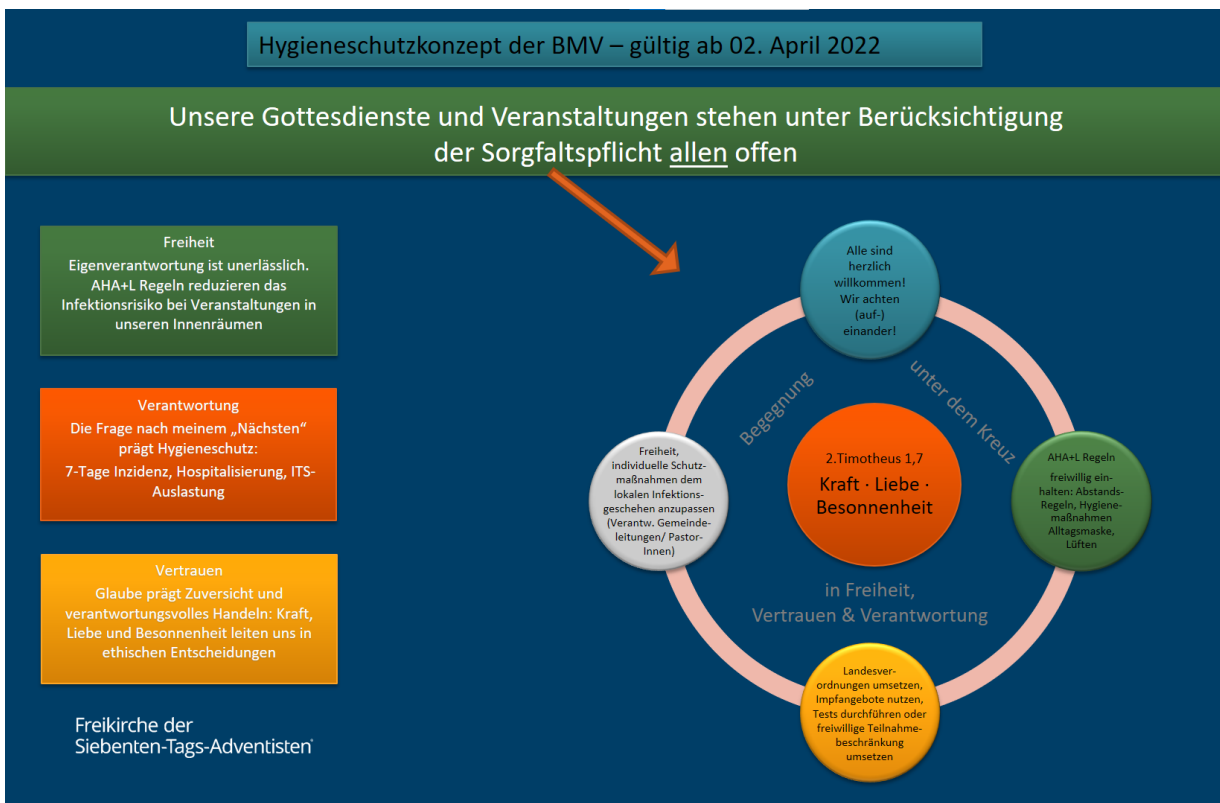 Hygieneschutzkonzept der BMV – gültig ab 02. April 2022
Unsere Gottesdienste und Veranstaltungen stehen unter Berücksichtigung
der Sorgfaltspflicht allen offen
Freiheit
Eigenverantwortung ist unerlässlich.
AHA+L Regeln reduzieren das
Infektionsrisiko bei Veranstaltungen in
unseren Innenräumen
Verantwortung
Die Frage nach meinem „Nächsten“
prägt Hygieneschutz:
7-Tage Inzidenz, Hospitalisierung, ITS-
Auslastung
Vertrauen
Glaube prägt Zuversicht und
verantwortungsvolles Handeln: Kraft,
Liebe und Besonnenheit leiten uns in
ethischen Entscheidungen
Freikirche der
Siebenten-Tags-Adventisten
Alle sind
herzlich
willkommen!
Wir achten
(auf-)
einander!
Begegnung
unter dem Kreuz
Freiheit,
individuelle Schutz-
maßnahmen dem
lokalen Infektions-
geschehen anzupassen
(Verantw. Gemeinde-
leitungen/ Pastor-
Innen)
2.Timotheus 1,7
Kraft · Liebe ·
Besonnenheit
AHA+L Regeln
freiwillig ein-
halten: Abstands-
Regeln, Hygiene-
maßnahmen
Alltagsmaske,
Lüften
in Freiheit,
Vertrauen & Verantwortung
Landesver-
ordnungen umsetzen,
Impfangebote nutzen,
Tests durchführen oder
freiwillige Teilnahme-
beschränkung
umsetzen